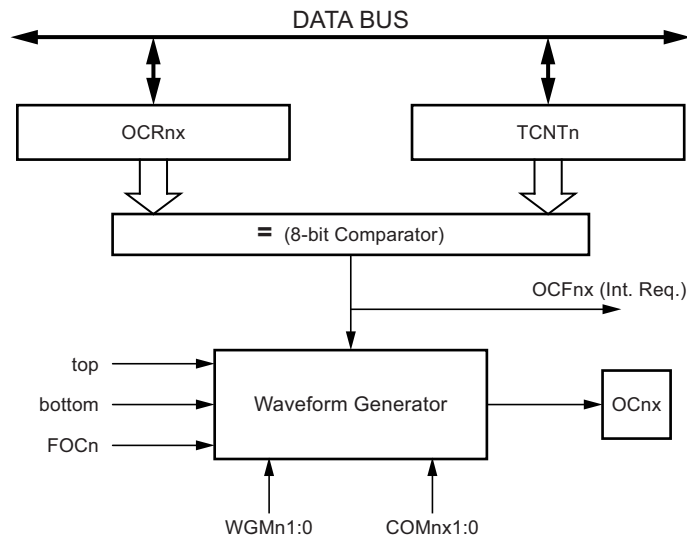 DATA BUS
OCRnx
TCNTn
= (8-bit Comparator)
OCFnx (Int. Req.)
top
bottom
FOCn
Waveform Generator
OCnx
WGMn1:0
COMnx1:0